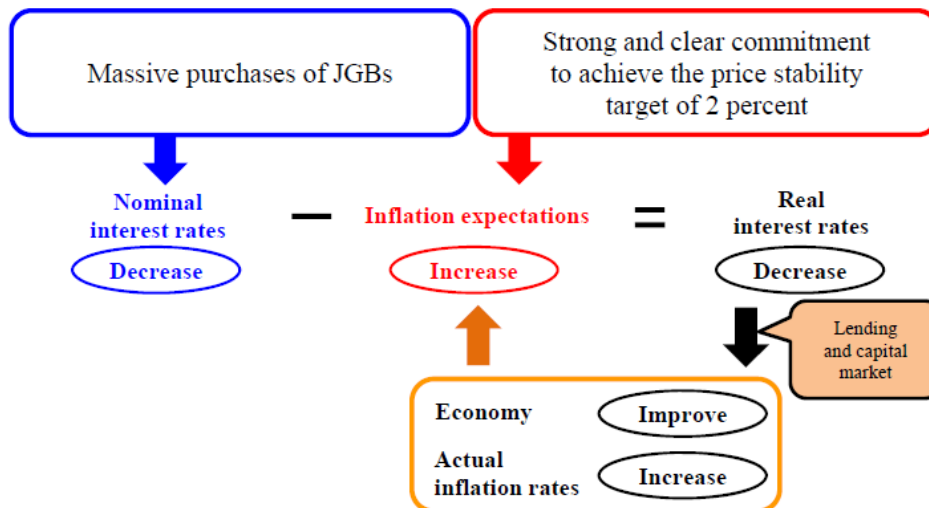 Massive purchases of JGBs
Strong and clear commitment
to achieve the price stability
target of 2 percent
Nominal
interest rates
Decrease
−
Inflation expectations
Increase
=
Real
interest rates
Decrease
Lending
and capital
market
Economy
Improve
Actual
inflation rates
Increase